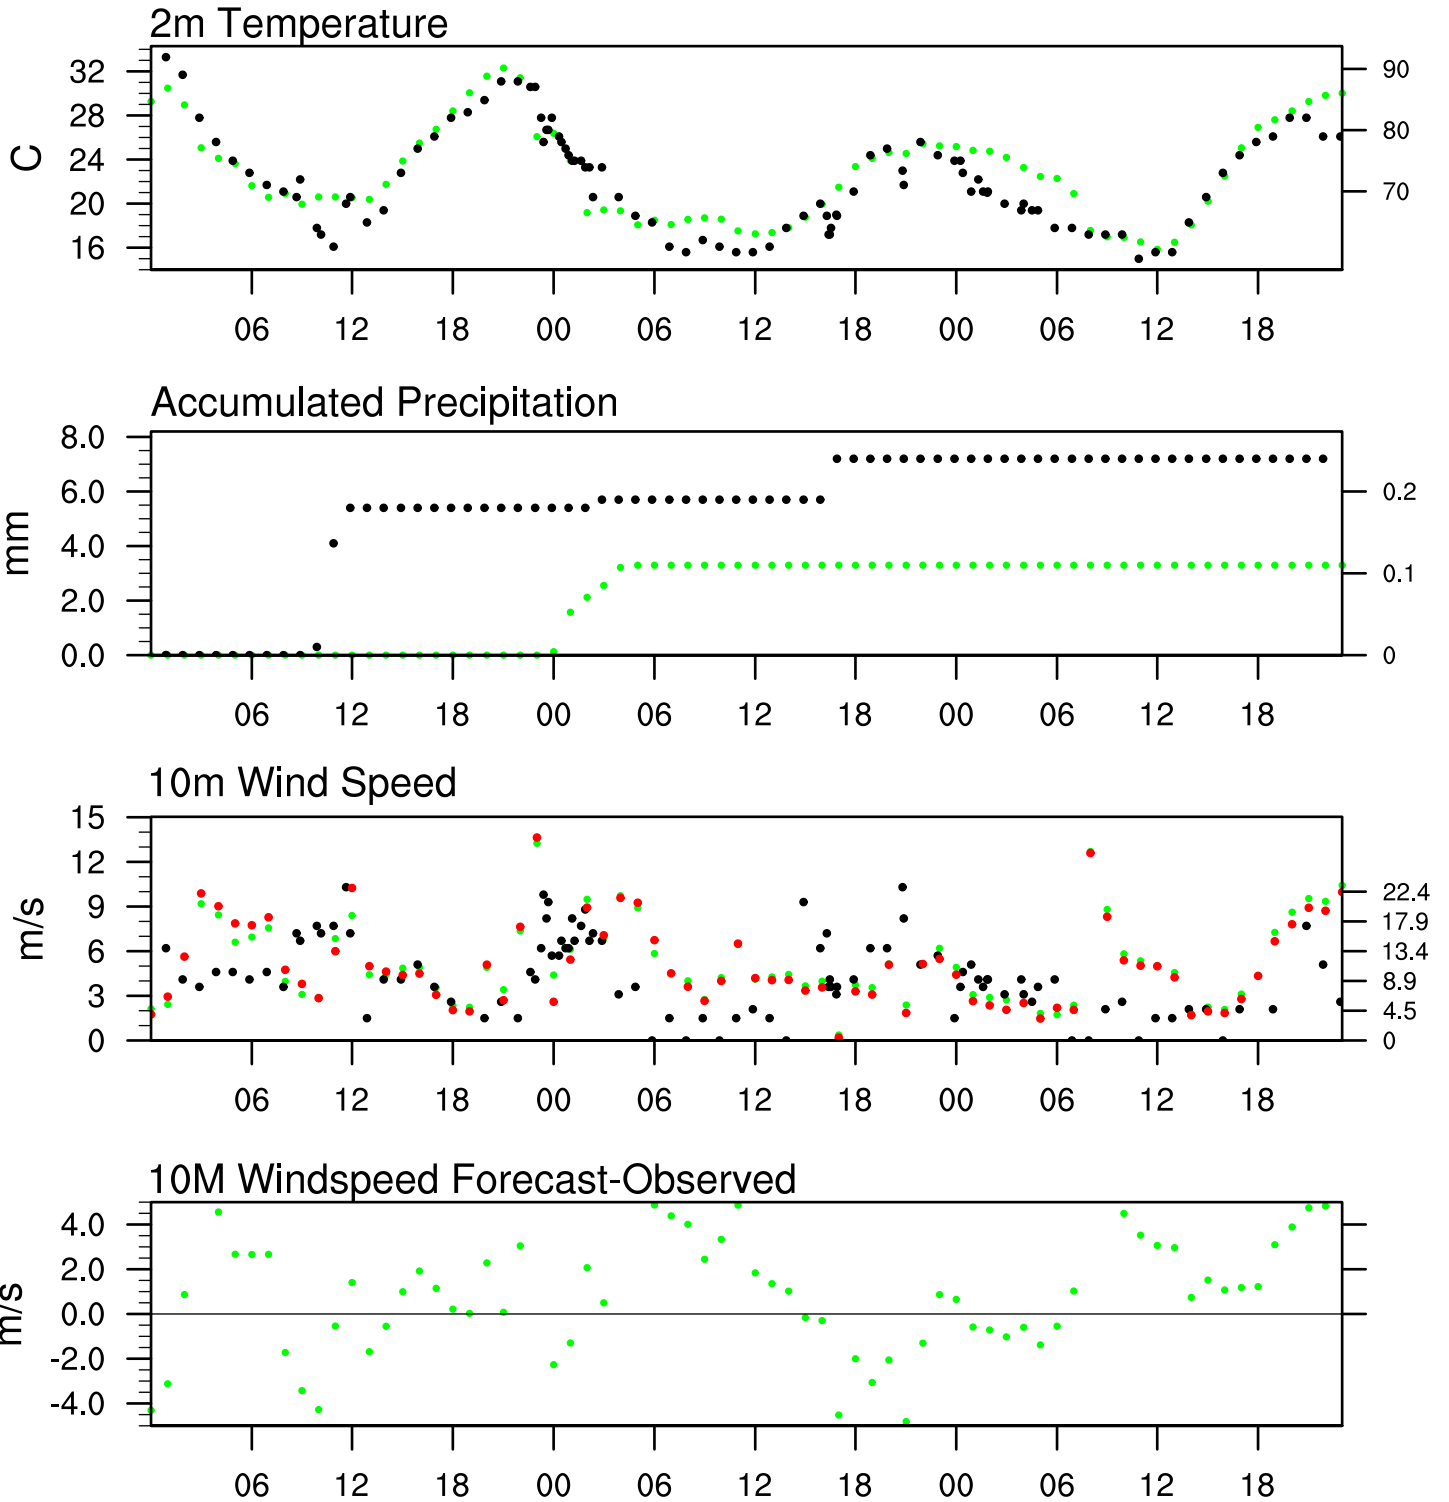 2m Temperature
32 90
28
24 80
20 70
16
C
06 12 18 00 06 12 18 00 06 12 18
Accumulated Precipitation
8.0
6.0 0.2
4.0
2.0 0.1
0.0 0
mm
06 12 18 00 06 12 18 00 06 12 18
10m Wind Speed
15
12
9 22.4
17.9
6 13.4
3 8.9
4.5
0 0
m/s
06 12 18 00 06 12 18 00 06 12 18
10M Windspeed Forecast-Observed
4.0
2.0
0.0
-2.0
-4.0
m/s
06 12 18 00 06 12 18 00 06 12 18